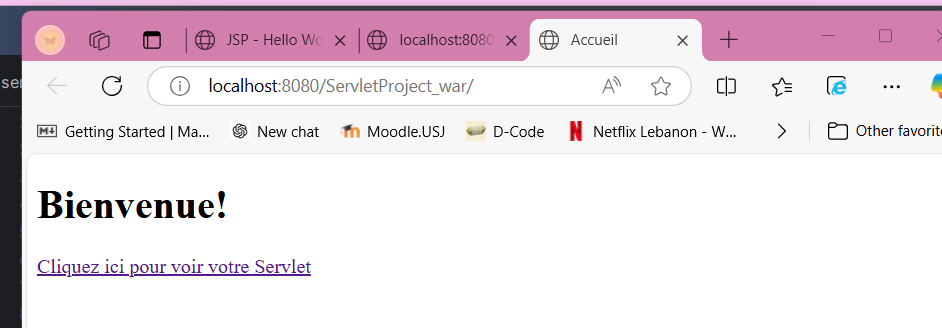 JSP - Hello Wo
localhost:8080
Accueil
ser
localhost:8080/ServletProject_war/
Getting Started | Ma...
New chat
Moodle.USJ
D-Code
Netflix Lebanon - W...
Other favorite
Bienvenue!
Cliquez ici pour voir votre Servlet